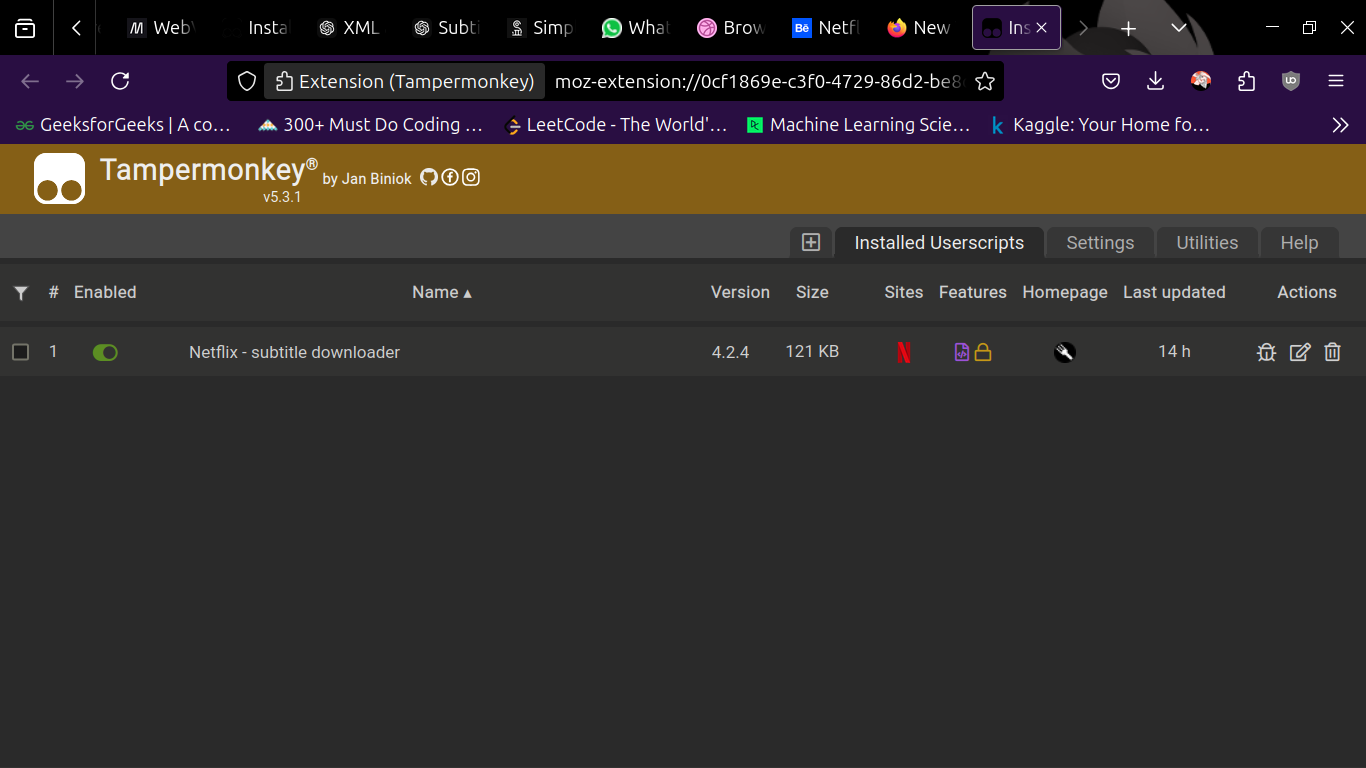 WebV Insta XML Subti Simp What Brow Bē Netfl New Ins
Extension (Tampermonkey) moz-extension://0cf1869e-c3f0-4729-86d2-be8
GeeksforGeeks | A co... 300+ Must Do Coding ... LeetCode - The World'... Machine Learning Scie... k Kaggle: Your Home fo...
Tampermonkey® by Jan Biniok
v5.3.1
Installed Userscripts Settings Utilities Help
# Enabled Name ▴ Version Size Sites Features Homepage Last updated Actions
1 Netflix - subtitle downloader 4.2.4 121 KB N 14 h